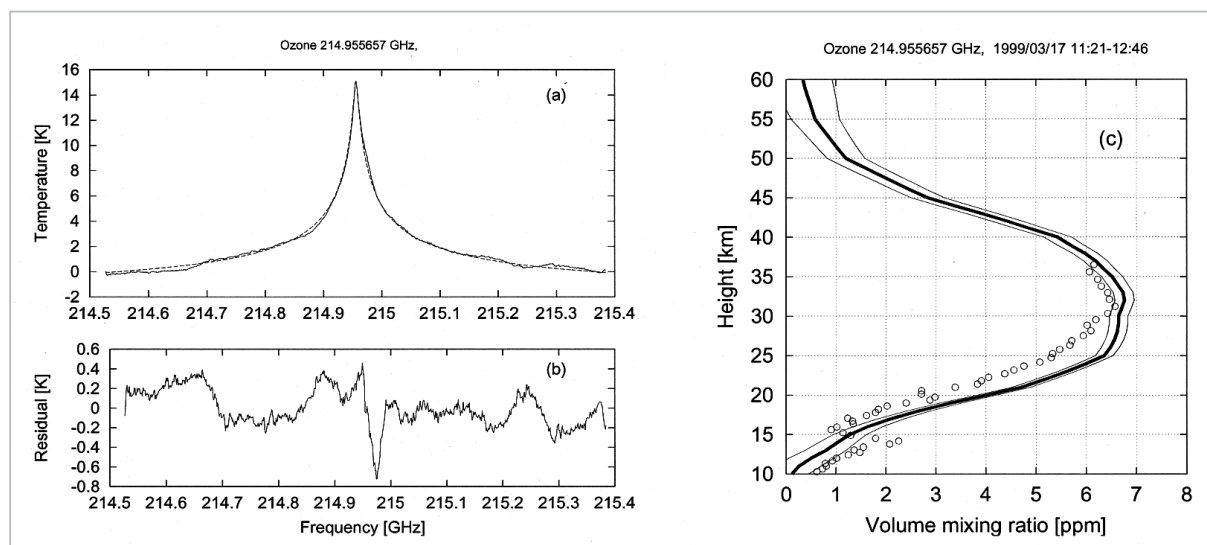 Ozone 214.955657 GHz,
(a)
Temperature [K]
16
14
12
10
8
6
4
2
0
-2
214.5 214.6 214.7 214.8 214.9 215 215.1 215.2 215.3 215.4
(b)
Residual [K]
0.6
0.4
0.2
0
-0.2
-0.4
-0.6
-0.8
214.5 214.6 214.7 214.8 214.9 215 215.1 215.2 215.3 215.4
Frequency [GHz]
Ozone 214.955657 GHz, 1999/03/17 11:21-12:46
(c)
Height [km]
60
55
50
45
40
35
30
25
20
15
10
0 1 2 3 4 5 6 7 8
Volume mixing ratio [ppm]